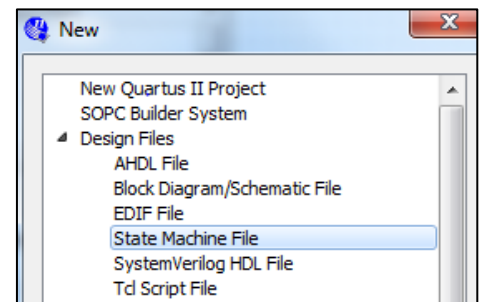 New
New Quartus II Project
SOPC Builder System
Design Files
AHDL File
Block Diagram/Schematic File
EDIF File
State Machine File
SystemVerilog HDL File
Tcl Script File